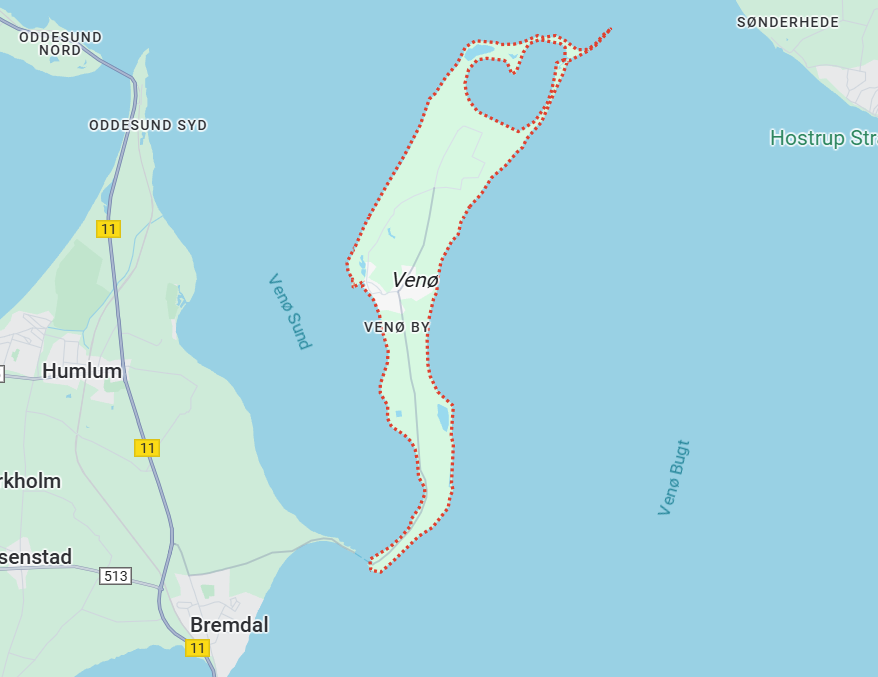 ODDESUND
NORD
SØNDERHEDE
ODDESUND SYD
Hostrup Str
11
Venø
Venø Sund
VENØ BY
Humlum
11
Venø Bugt
rkholm
senstad
513
Bremdal
11